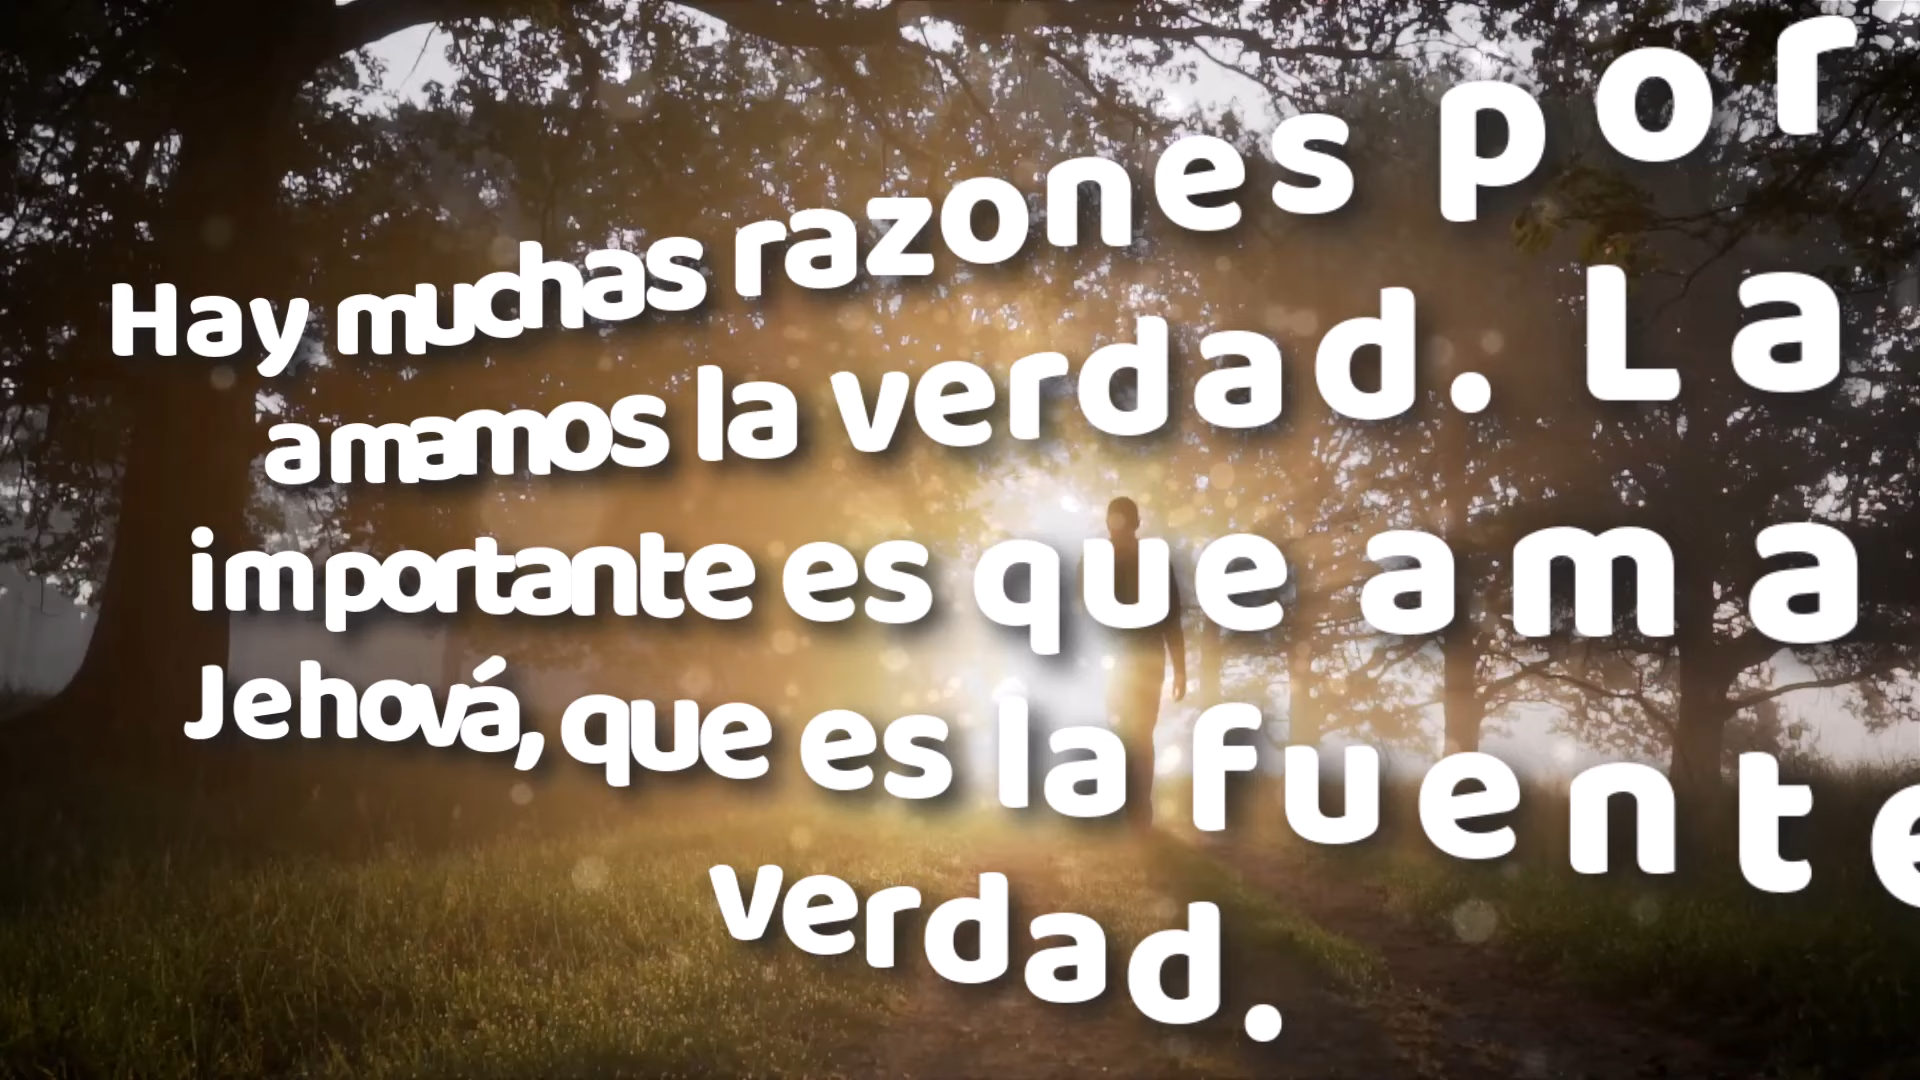 Hay muchas razones por
amamos la verdad. La
importante es que ama
Jehová, que es la fuente
verdad.